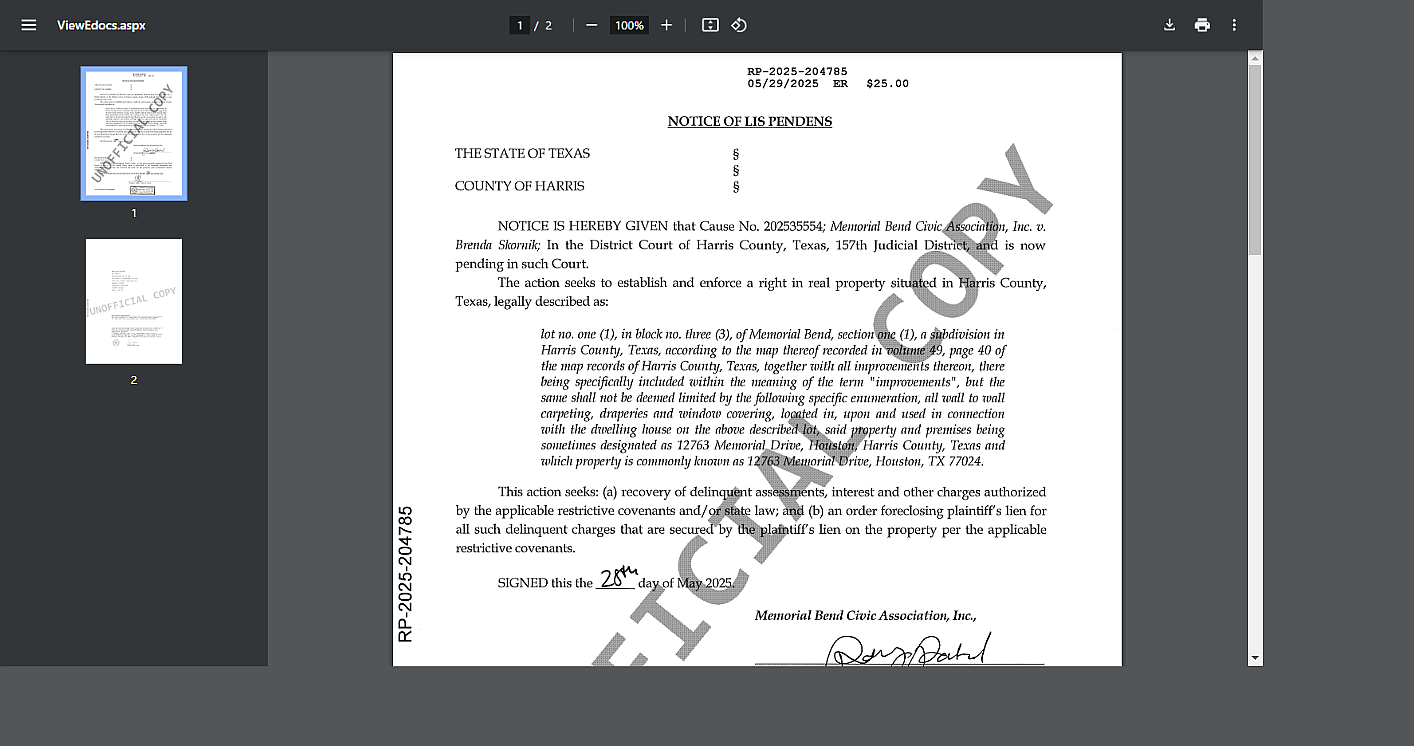 ViewEdocs.aspx
1 / 2
100%
1
2
RP-2025-204785
05/29/2025 ER $25.00
NOTICE OF LIS PENDENS
THE STATE OF TEXAS §
§
COUNTY OF HARRIS §
NOTICE IS HEREBY GIVEN that Cause No. 202535554; Memorial Bend Civic Association, Inc. v.
Brenda Skornik; In the District Court of Harris County, Texas, 157th Judicial District, and is now
pending in such Court.
The action seeks to establish and enforce a right in real property situated in Harris County,
Texas, legally described as:
lot no. one (1), in block no. three (3), of Memorial Bend, section one (1), a subdivision in
Harris County, Texas, according to the map thereof recorded in volume 49, page 40 of
the map records of Harris County, Texas, together with all improvements thereon, there
being specifically included within the meaning of the term "improvements", but the
same shall not be deemed limited by the following specific enumeration, all wall to wall
carpeting, draperies and window covering, located in, upon and used in connection
with the dwelling house on the above described lot, said property and premises being
sometimes designated as 12763 Memorial Drive, Houston, Harris County, Texas and
which property is commonly known as 12763 Memorial Drive, Houston, TX 77024.
This action seeks: (a) recovery of delinquent assessments, interest and other charges authorized
by the applicable restrictive covenants and/or state law; and (b) an order foreclosing plaintiff's lien for
all such delinquent charges that are secured by the plaintiff's lien on the property per the applicable
restrictive covenants.
SIGNED this the 28th day of May 2025.
Memorial Bend Civic Association, Inc.,
RP-2025-204785
FICIAL COPY
UNOFFICIAL COPY
UNOFFICIAL COPY